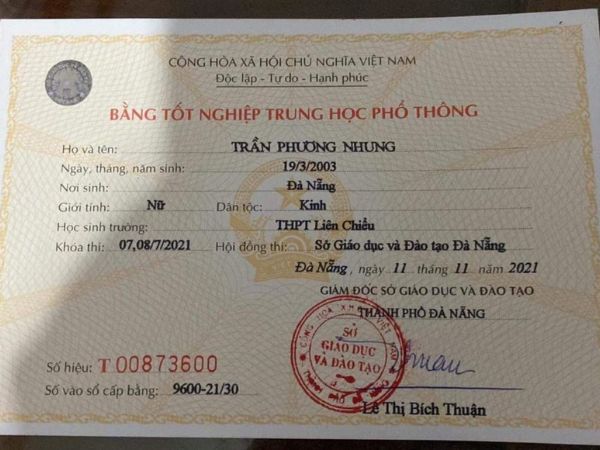 CỘNG HÒA XÃ HỘI CHỦ NGHĨA VIỆT NAM
Độc lập - Tự do - Hạnh phúc
BẰNG TỐT NGHIỆP TRUNG HỌC PHỔ THÔNG
Họ và tên: TRẦN PHƯƠNG NHUNG
Ngày, tháng, năm sinh: 19/3/2003
Nơi sinh: Đà Nẵng
Giới tính: Nữ Dân tộc: Kinh
Học sinh trường: THPT Liên Chiểu
Khóa thi: 07,08/7/2021 Hội đồng thi: Sở Giáo dục và Đào tạo Đà Nẵng
Đà Nẵng, ngày 11 tháng 11 năm 2021
GIÁM ĐỐC SỞ GIÁO DỤC VÀ ĐÀO TẠO
THÀNH PHỐ ĐÀ NẴNG
SỞ
GIÁO DỤC
VÀ ĐÀO TẠO
Số hiệu: T 00873600
Số vào sổ cấp bằng: 9600-21/30
Lê Thị Bích Thuận